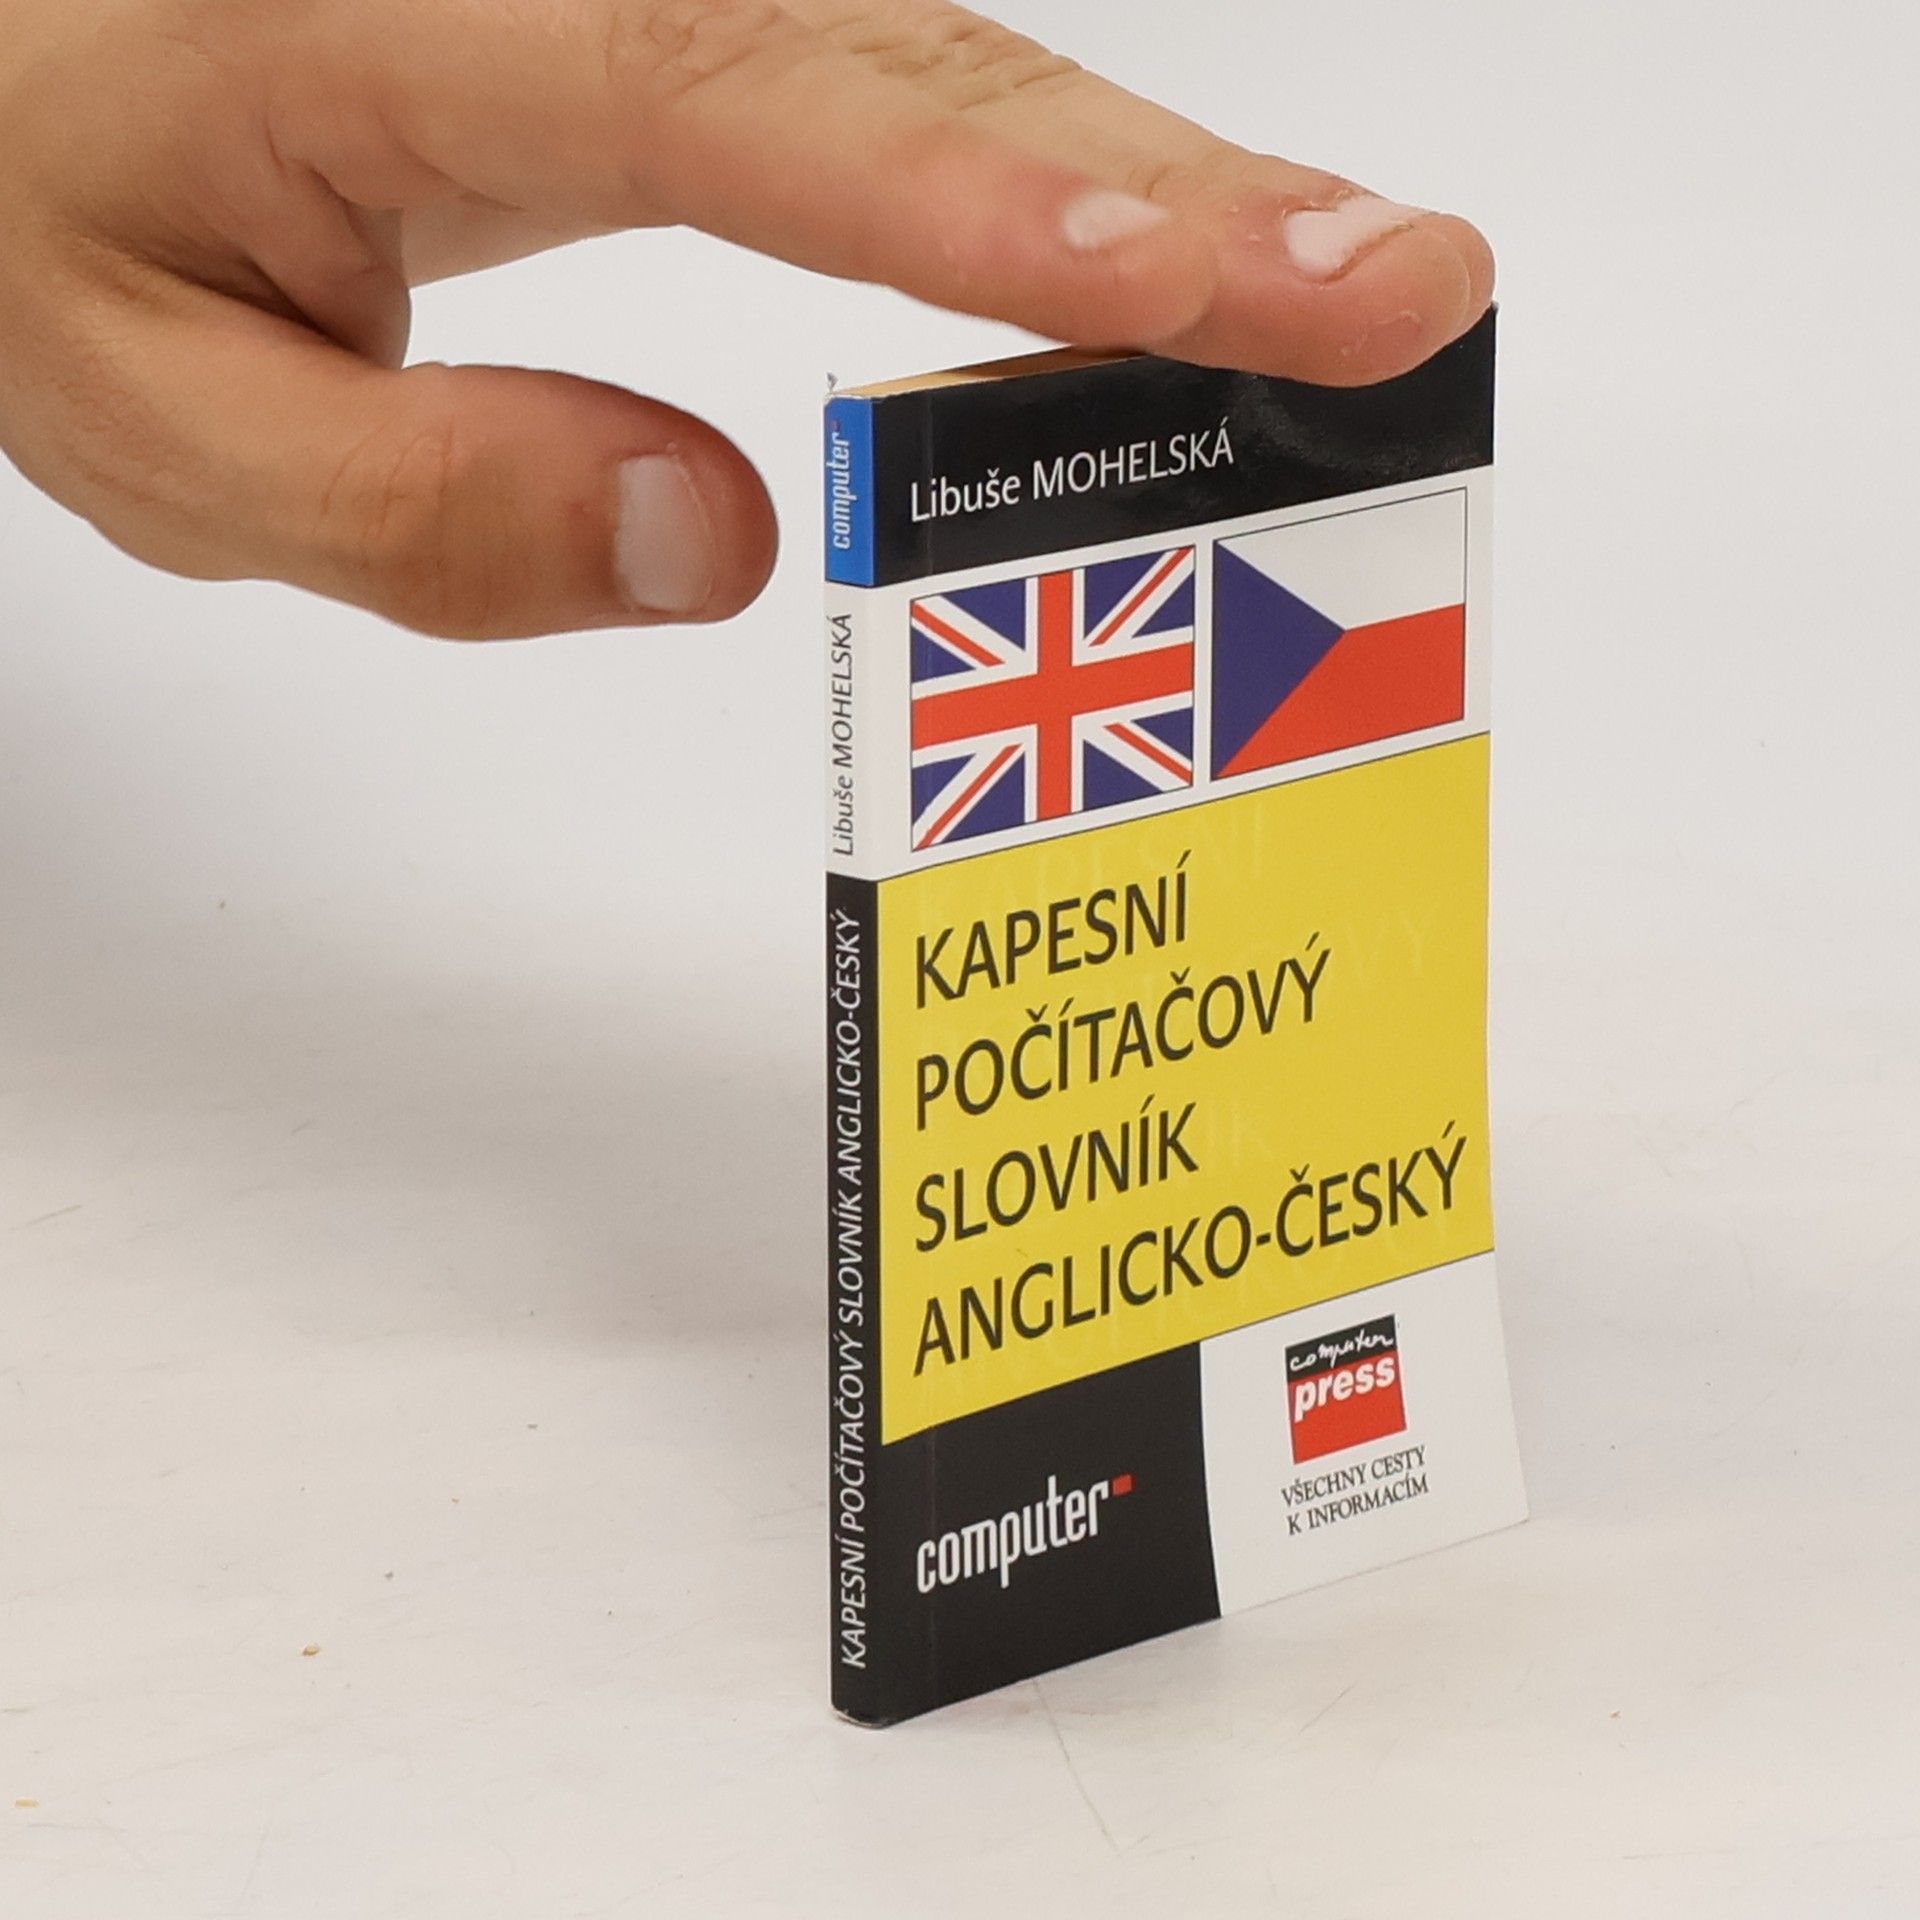 computer
Libuše MOHELSKÁ
KAPESNÍ POČÍTAČOVÝ SLOVNÍK ANGLICKO-ČESKÝ
Libuše MOHELSKÁ
KAPESNÍ
POČÍTAČOVÝ
SLOVNÍK
ANGLICKO-ČESKÝ
computer
computer
press
VŠECHNY CESTY
K INFORMACÍM